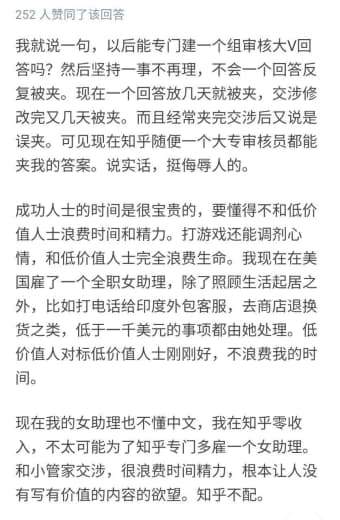 252 人赞同了该回答
我就说一句，以后能专门建一个组审核大V回
答吗？然后坚持一事不再理，不会一个回答反
复被夹。现在一个回答放几天就被夹，交涉修
改完又几天被夹。而且经常夹完交涉后又说是
误夹。可见现在知乎随便一个大专审核员都能
夹我的答案。说实话，挺侮辱人的。
成功人士的时间是很宝贵的，要懂得不和低价
值人士浪费时间和精力。打游戏还能调剂心
情，和低价值人士完全浪费生命。我现在在美
国雇了一个全职女助理，除了照顾生活起居之
外，比如打电话给印度外包客服，去商店退换
货之类，低于一千美元的事项都由她处理。低
价值人对标低价值人士刚刚好，不浪费我的时
间。
现在我的女助理也不懂中文，我在知乎零收
入，不太可能为了知乎专门多雇一个女助理。
和小管家交涉，很浪费时间精力，根本让人没
有写有价值的内容的欲望。知乎不配。